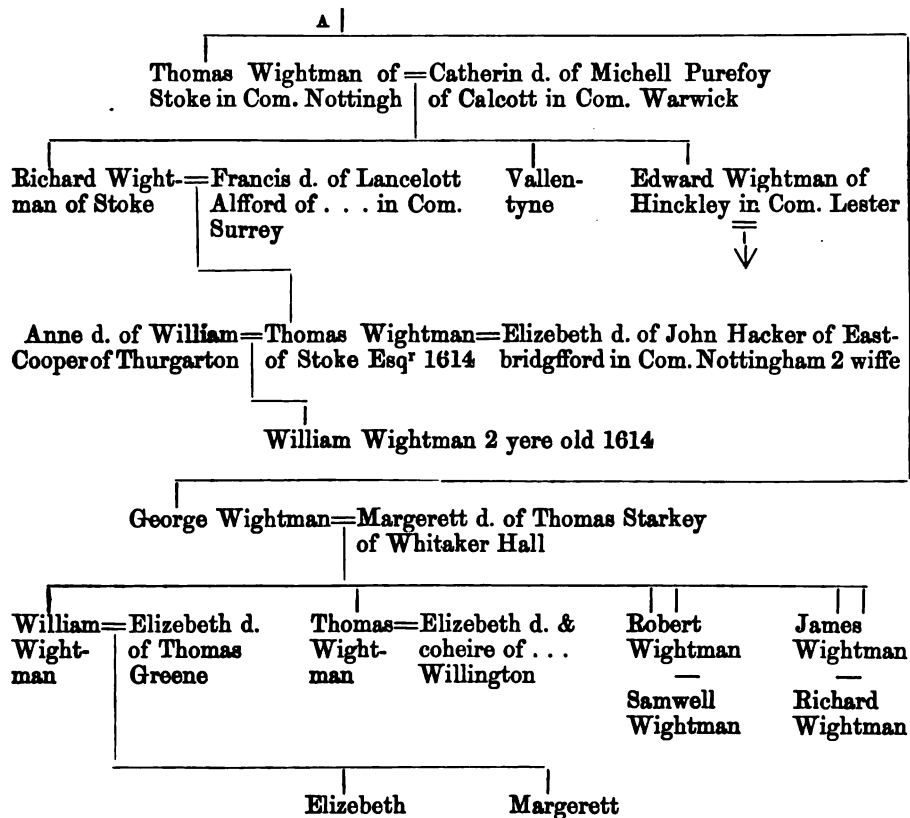 A
Thomas Wightman of = Catherin d. of Michell Purefoy
Stoke in Com. Nottingh of Calcott in Com. Warwick
Richard Wight- = Francis d. of Lancelott
man of Stoke Alfford of . . . in Com.
Surrey
Vallen-
tyne
Edward Wightman of
Hinckley in Com. Lester
Anne d. of William = Thomas Wightman = Elizebeth d. of John Hacker of East-
Cooper of Thurgarton of Stoke Esqr 1614 bridgfford in Com. Nottingham 2 wiffe
William Wightman 2 yere old 1614
George Wightman = Margerett d. of Thomas Starkey
of Whitaker Hall
William = Elizebeth d.
Wight- of Thomas
man Greene
Thomas = Elizebeth d. &
Wight- coheire of . . .
man Willington
Robert
Wightman
—
Samwell
Wightman
James
Wightman
—
Richard
Wightman
Elizebeth Margerett